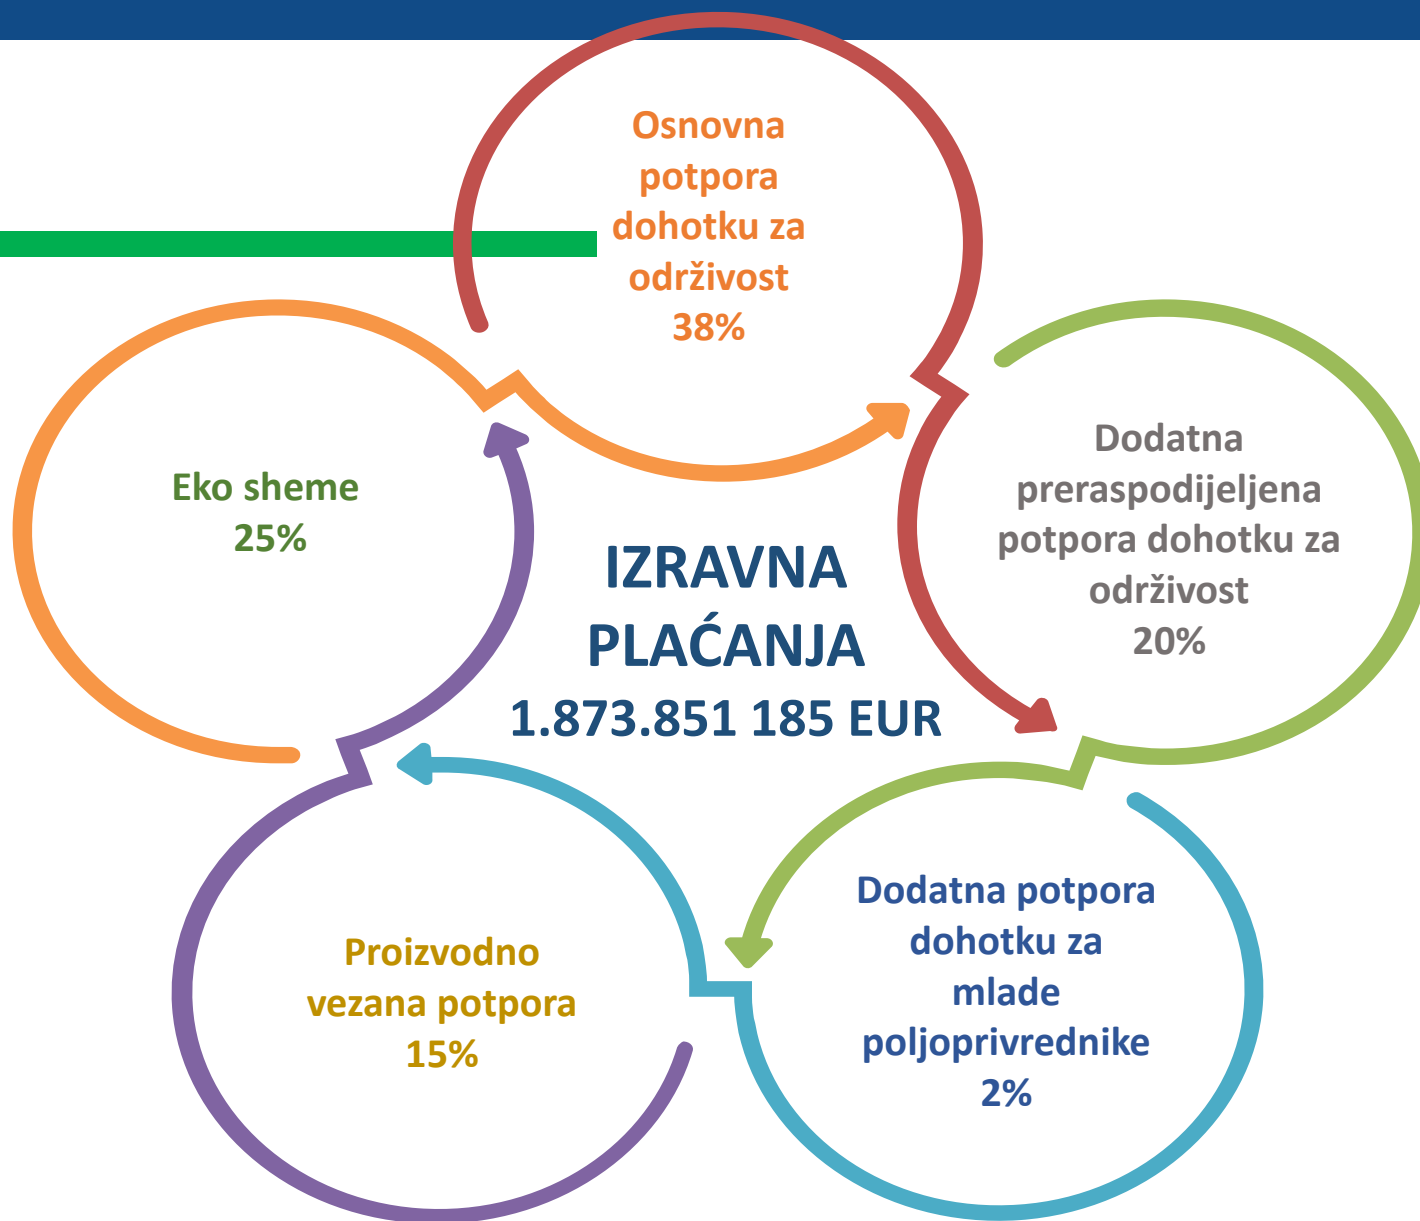 Osnovna
potpora
dohotku za
održivost
38%
Dodatna
preraspodijeljena
potpora dohotku za
održivost
20%
Dodatna potpora
dohotku za
mlade
poljoprivrednike
2%
Proizvodno
vezana potpora
15%
Eko sheme
25%
IZRAVNA
PLAĆANJA
1.873.851 185 EUR